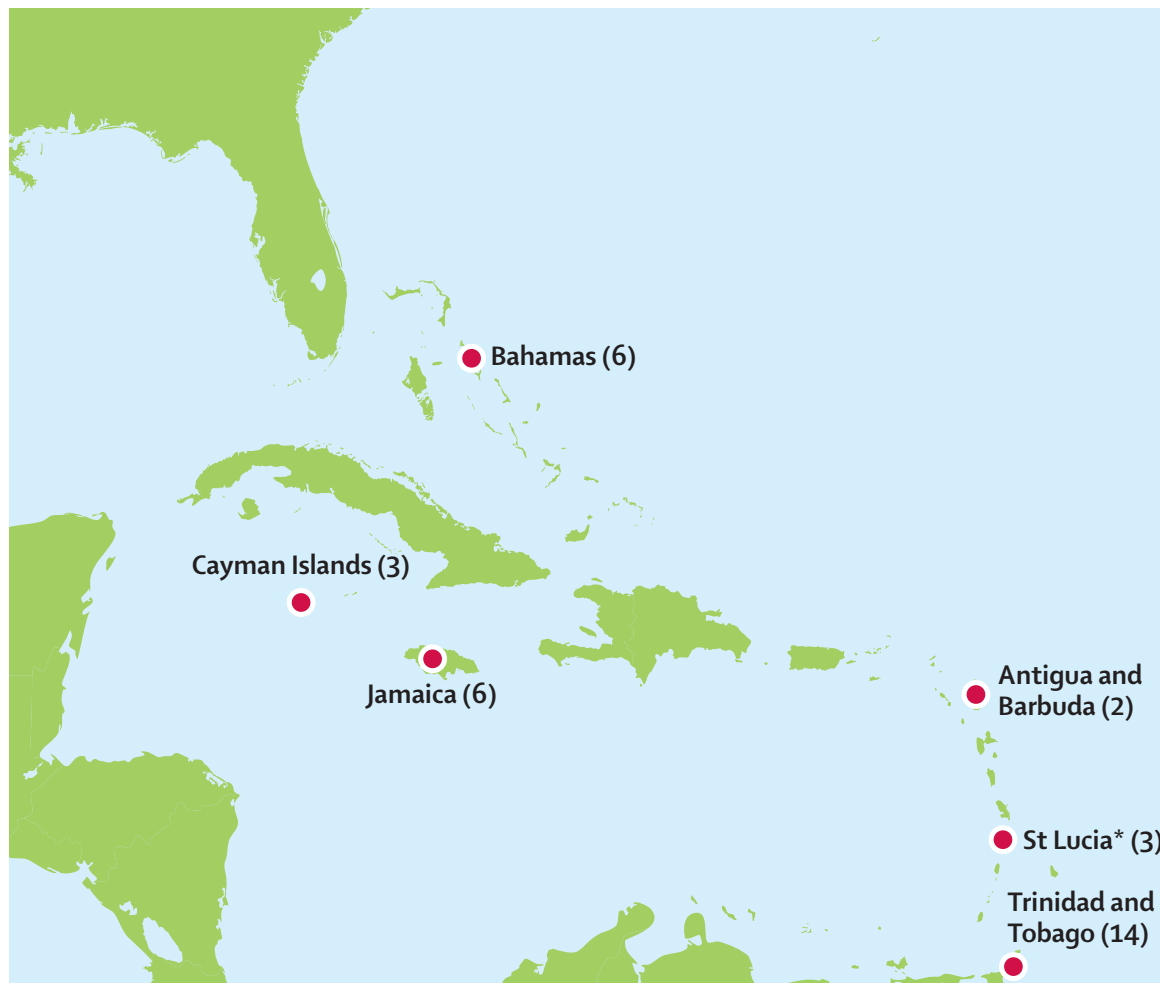 Bahamas (6)
Cayman Islands (3)
Jamaica (6)
Antigua and
Barbuda (2)
St Lucia* (3)
Trinidad and
Tobago (14)